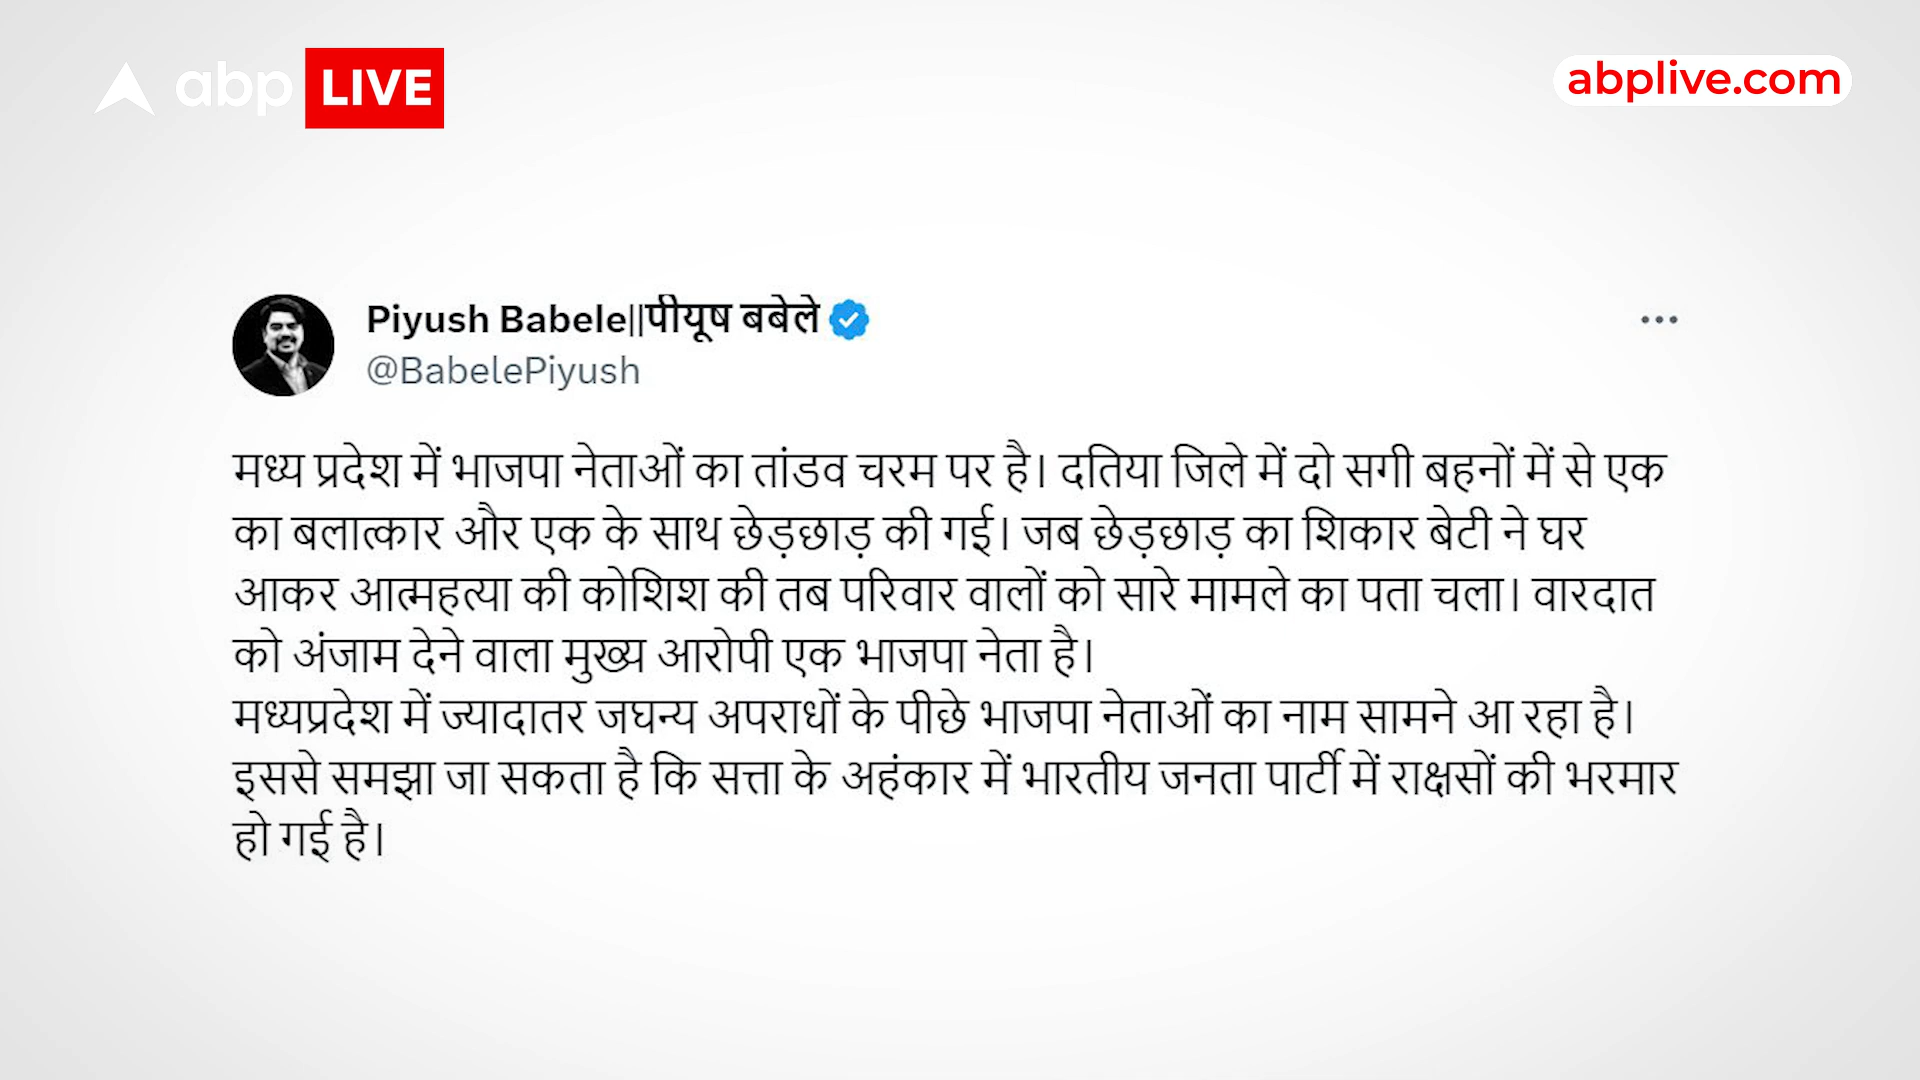 abp LIVE
abplive.com
Piyush Babele||पीयूष बबेले
@BabelePiyush
मध्य प्रदेश में भाजपा नेताओं का तांडव चरम पर है। दतिया जिले में दो सगी बहनों में से एक
का बलात्कार और एक के साथ छेड़छाड़ की गई। जब छेड़छाड़ का शिकार बेटी ने घर
आकर आत्महत्या की कोशिश की तब परिवार वालों को सारे मामले का पता चला। वारदात
को अंजाम देने वाला मुख्य आरोपी एक भाजपा नेता है।
मध्यप्रदेश में ज्यादातर जघन्य अपराधों के पीछे भाजपा नेताओं का नाम सामने आ रहा है।
इससे समझा जा सकता है कि सत्ता के अहंकार में भारतीय जनता पार्टी में राक्षसों की भरमार
हो गई है।